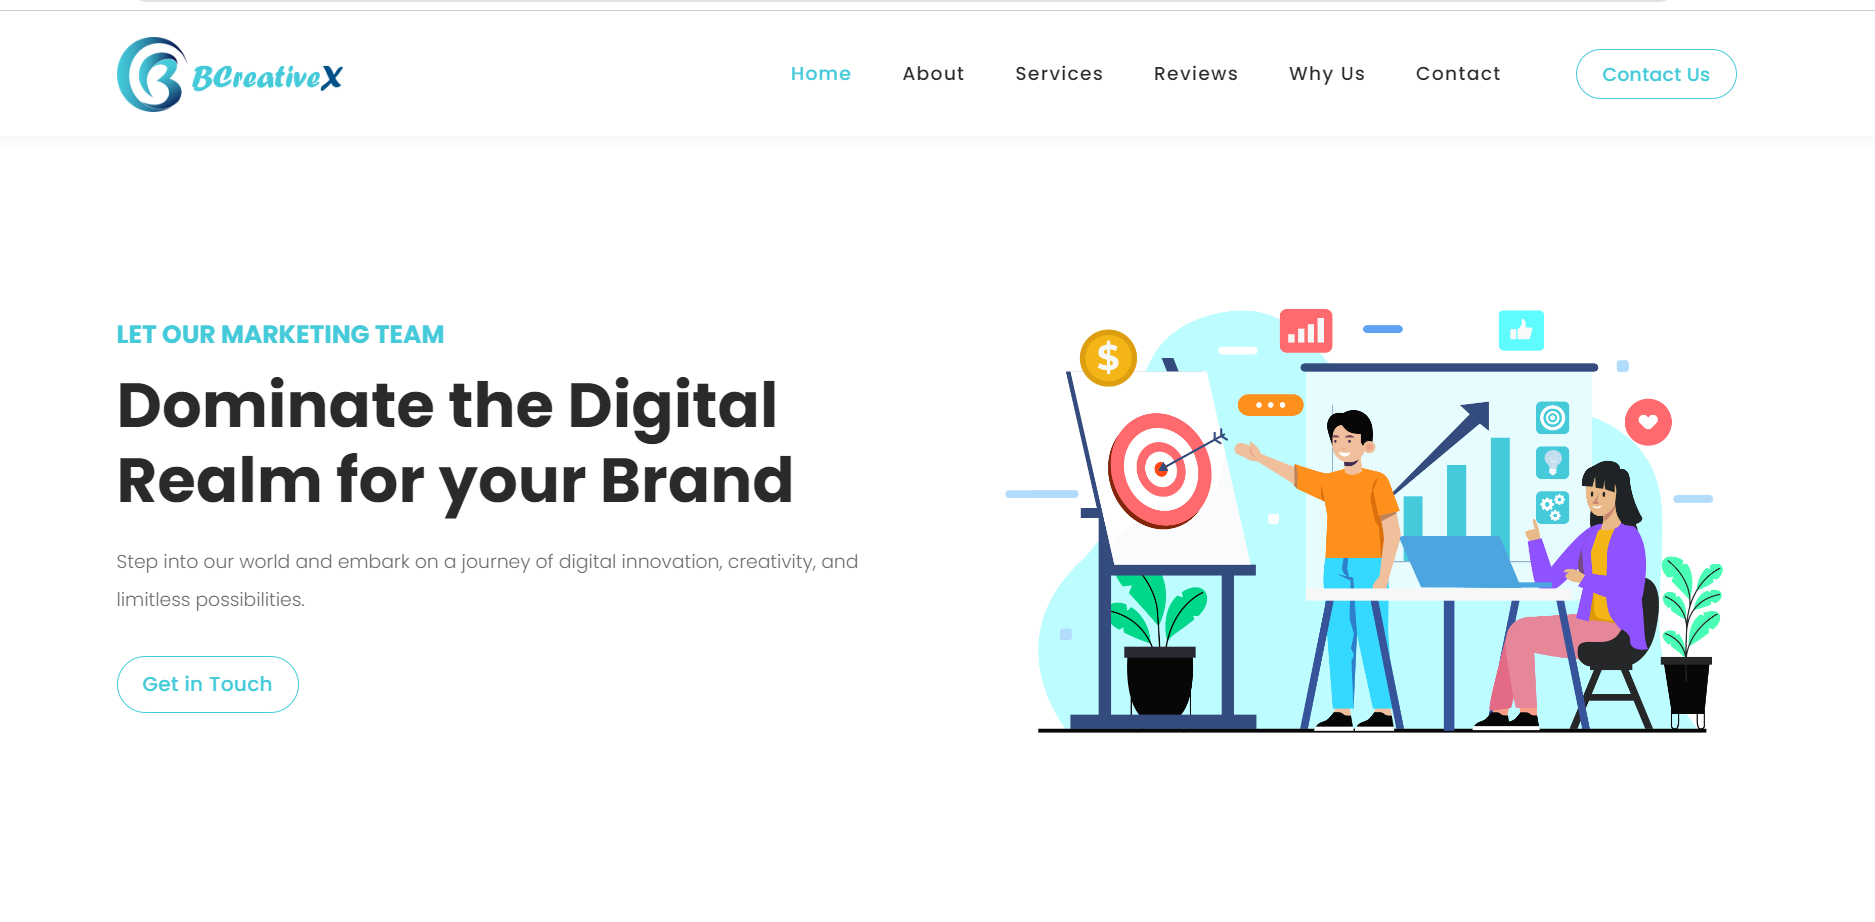 BCreativeX
Home About Services Reviews Why Us Contact Contact Us
LET OUR MARKETING TEAM
Dominate the Digital
Realm for your Brand
Step into our world and embark on a journey of digital innovation, creativity, and
limitless possibilities.
Get in Touch
$